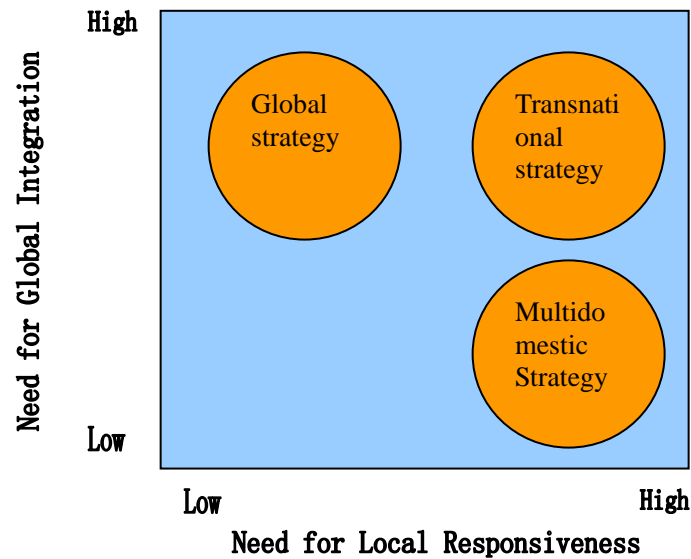 High
Need for Global Integration
Global
strategy
Transnati
onal
strategy
Multido
mestic
Strategy
Low
Low
High
Need for Local Responsiveness